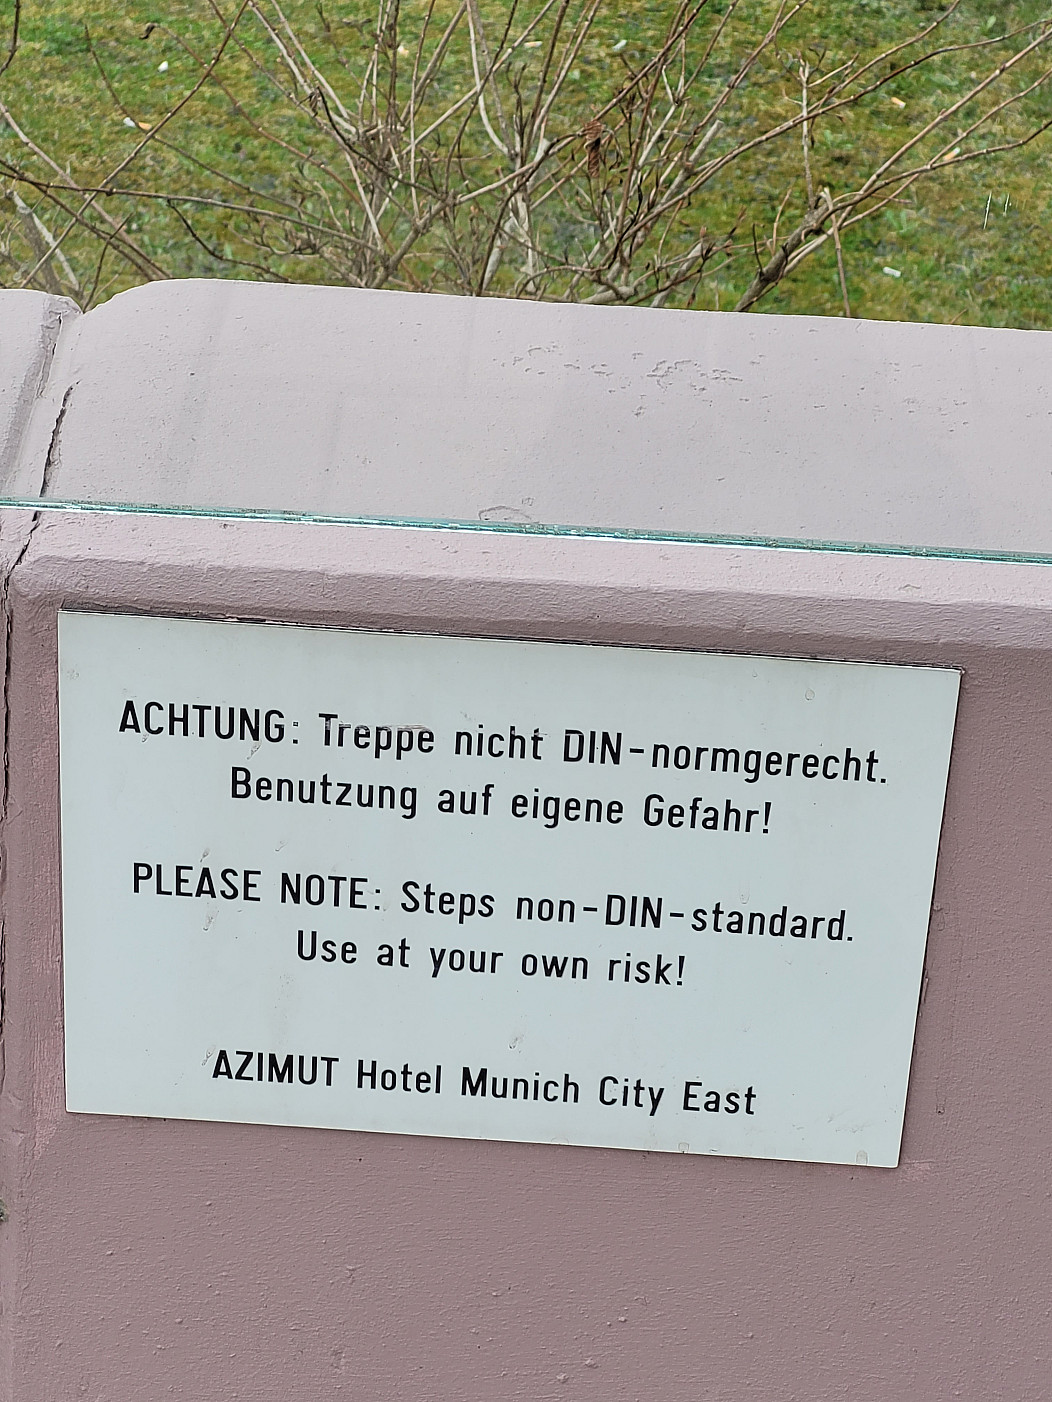 ACHTUNG: Treppe nicht DIN-normgerecht.
Benutzung auf eigene Gefahr!
PLEASE NOTE: Steps non-DIN-standard.
Use at your own risk!
AZIMUT Hotel Munich City East